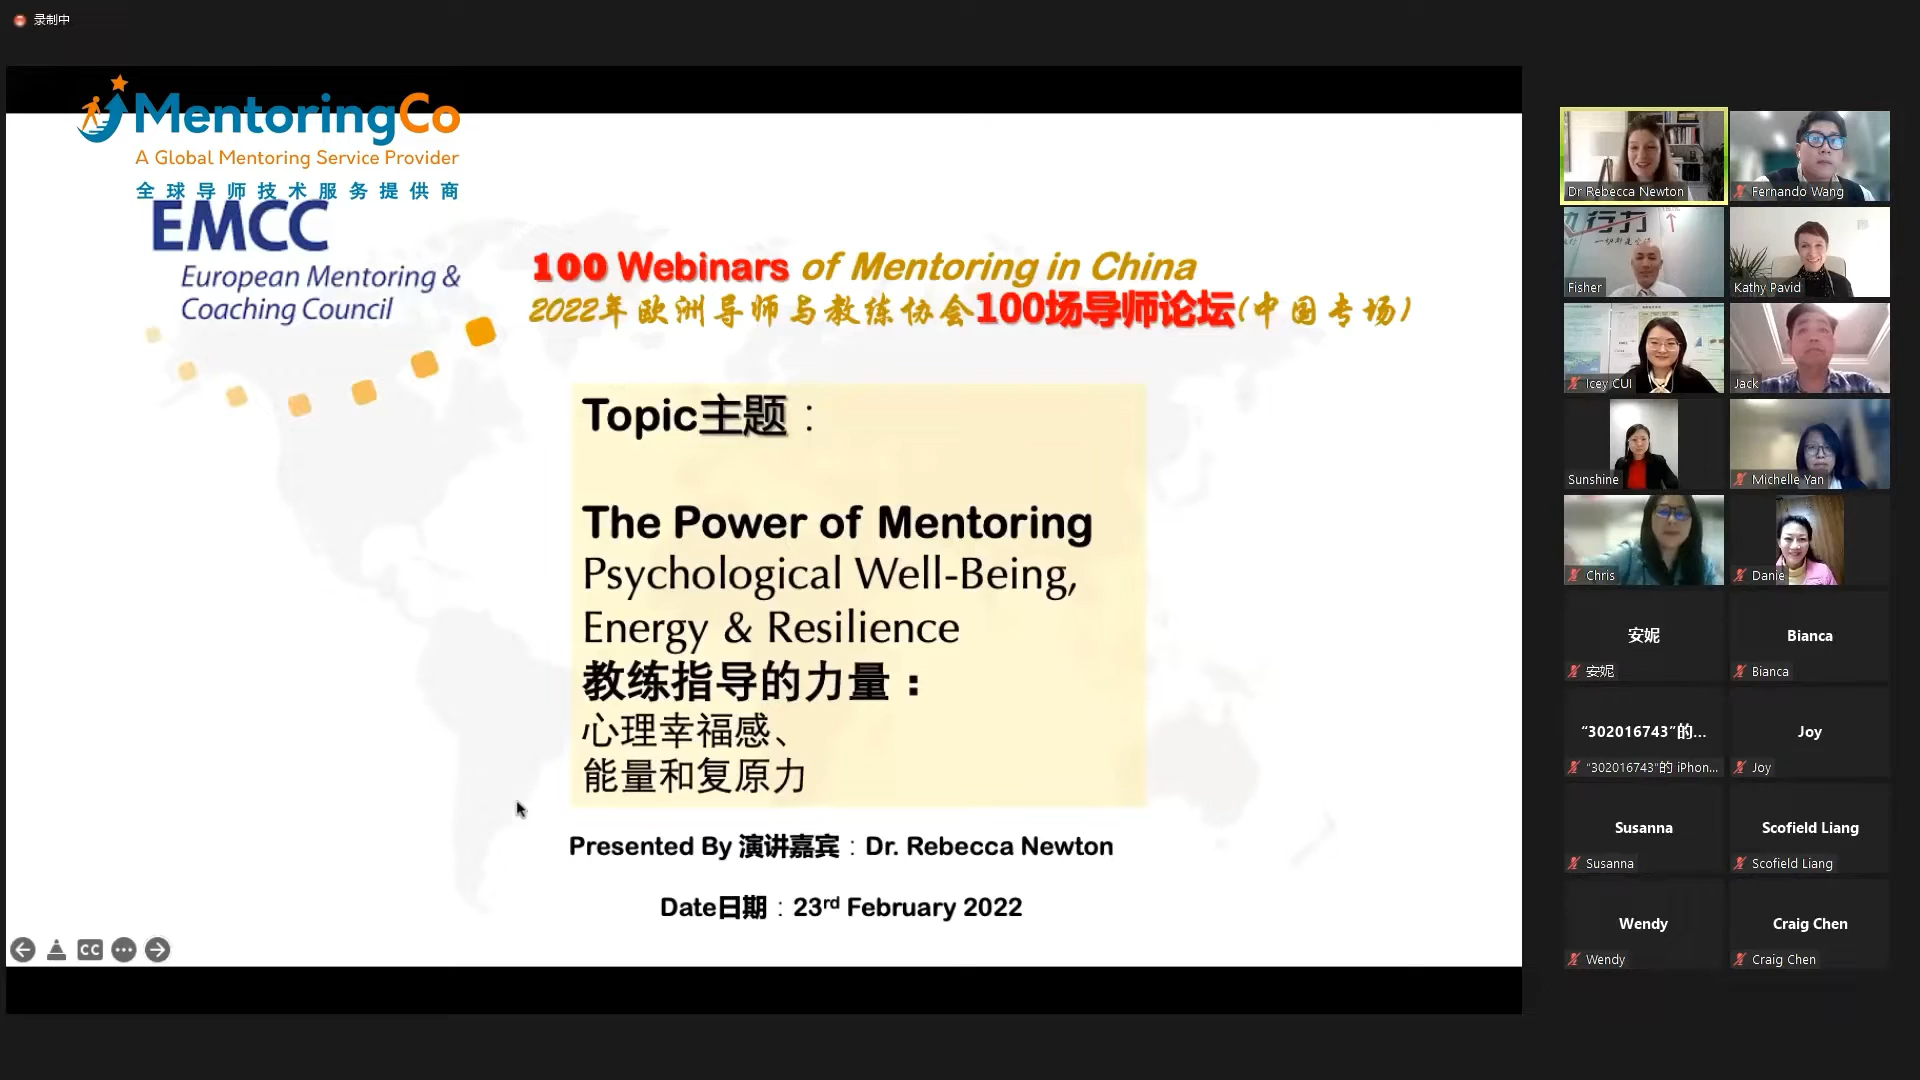 录制中
MentoringCo
A Global Mentoring Service Provider
全球导师技术服务提供商
EMCC
European Mentoring &
Coaching Council
100 Webinars of Mentoring in China
2022年欧洲导师与教练协会100场导师论坛(中国专场)
Topic主题：
The Power of Mentoring
Psychological Well-Being,
Energy & Resilience
教练指导的力量：
心理幸福感、
能量和复原力
Presented By 演讲嘉宾：Dr. Rebecca Newton
Date日期：23rd February 2022
CC
Dr Rebecca Newton
Fernando Wang
执行力
Fisher
Kathy Pavid
Icey CUI
Jack
Sunshine
Michelle Yan
Chris
Danie
安妮
安妮
Bianca
Bianca
“302016743”的...
“302016743”的 iPhon...
Joy
Joy
Susanna
Susanna
Scofield Liang
Scofield Liang
Wendy
Wendy
Craig Chen
Craig Chen